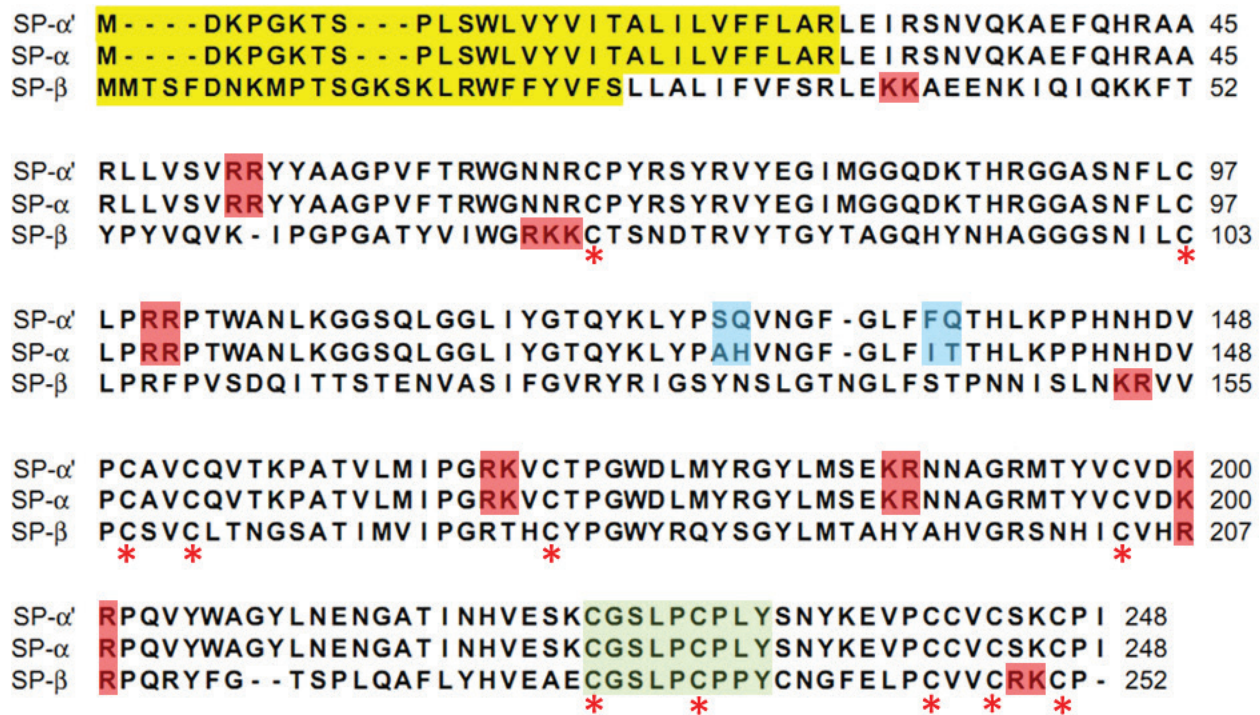 SP-α' M----DKPGKTS---PLSWLVYVITALILVFFLARLEIRSNVQKAEFQHRAA 45
SP-α M----DKPGKTS---PLSWLVYVITALILVFFLARLEIRSNVQKAEFQHRAA 45
SP-β MMTSFDNKMPTSGKSKLRWFFYVFSLLALIFVFSRLEKKAEENKIQIQKKFT 52
SP-α' RLLVSVRRYYAAGPVFTRWGNNRCPYRSYRVYEGIMGGQDKTHRGGASNFLC 97
SP-α RLLVSVRRYYAAGPVFTRWGNNRCPYRSYRVYEGIMGGQDKTHRGGASNFLC 97
SP-β YPYVQVK-IPGPGATYVIWGRKKCTSNDTRVYTGYTAGQHYNHAGGGSNILC 103
* *
SP-α' LPRRPTWANLKGGSQLGGLIYGTQYKLYPSQVNGF-GLFFQTHLKPPHNHDV 148
SP-α LPRRPTWANLKGGSQLGGLIYGTQYKLYPAHVNGF-GLFITTHLKPPHNHDV 148
SP-β LPRFPVSDQITTSTENVASIFGVRYRIGSYNSLGTNGLFSTPNNISLNKRVV 155
SP-α' PCAVCQVTKPATVLMIPGRKVCTPGWDLMYRGYLMSEKRNNAGRMTYVCVDK 200
SP-α PCAVCQVTKPATVLMIPGRKVCTPGWDLMYRGYLMSEKRNNAGRMTYVCVDK 200
SP-β PCSVCLTNGSATIMVIPGRTHCYPGWYRQYSGYLMTAHYAHVGRSNHICVHR 207
* * * *
SP-α' RPQVYWAGYLNENGATINHVESKCGSLPCPLYSNYKEVPCCVCSKCPI 248
SP-α RPQVYWAGYLNENGATINHVESKCGSLPCPLYSNYKEVPCCVCSKCPI 248
SP-β RPQRYFG--TSPLQAFLYHVEAECGSLPCPPYCNGFELPCVVCRKCP- 252
* * * * *